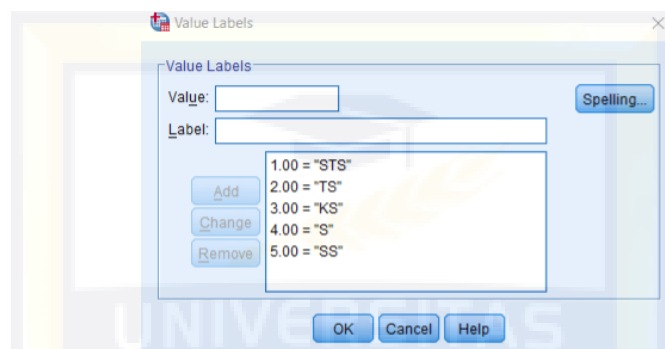 Value Labels
Value Labels
Value:
Spelling...
Label:
1.00 = "STS"
2.00 = "TS"
3.00 = "KS"
4.00 = "S"
5.00 = "SS"
Add
Change
Remove
OK Cancel Help
UNIVERSITAS